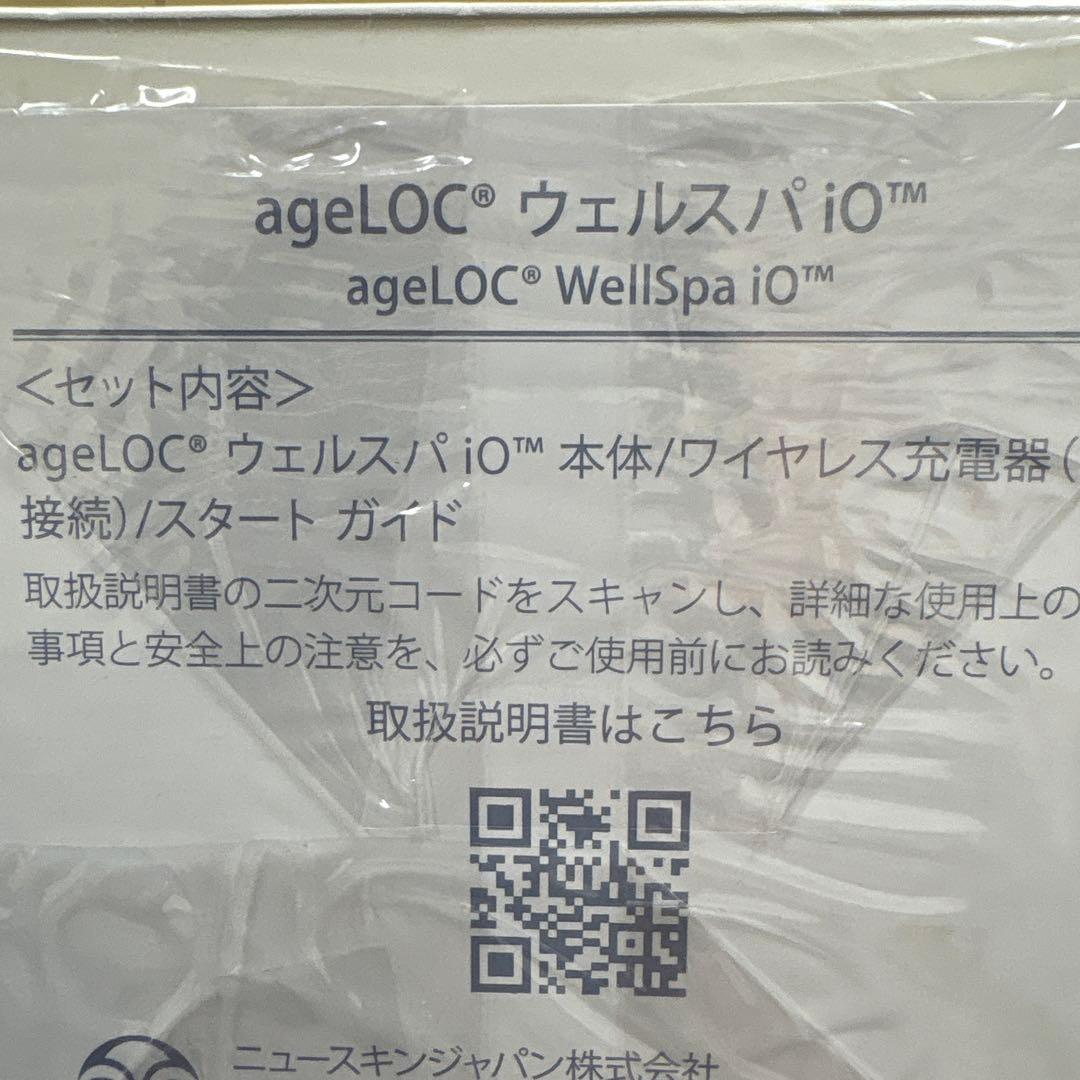 ageLOC® ウェルスパ iO™
ageLOC® WellSpa iO™
＜セット内容＞
ageLOC® ウェルスパ iO™ 本体/ワイヤレス充電器（
接続）/スタート ガイド
取扱説明書の二次元コードをスキャンし、詳細な使用上の
事項と安全上の注意を、必ずご使用前にお読みください。
取扱説明書はこちら
ニュースキンジャパン株式会社